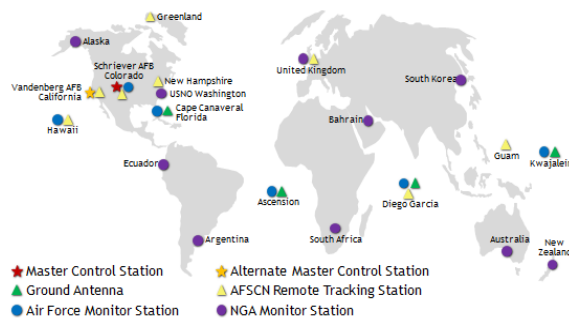 Greenland
Alaska
Schriever AFB
Colorado
Vandenberg AFB
California
New Hampshire
USNO Washington
Cape Canaveral
Florida
Hawaii
United Kingdom
South Korea
Bahrain
Ecuador
Guam
Kwajalein
Ascension
Diego Garcia
Argentina
South Africa
Australia
New
Zealand
Master Control Station
Alternate Master Control Station
Ground Antenna
AFSCN Remote Tracking Station
Air Force Monitor Station
NGA Monitor Station